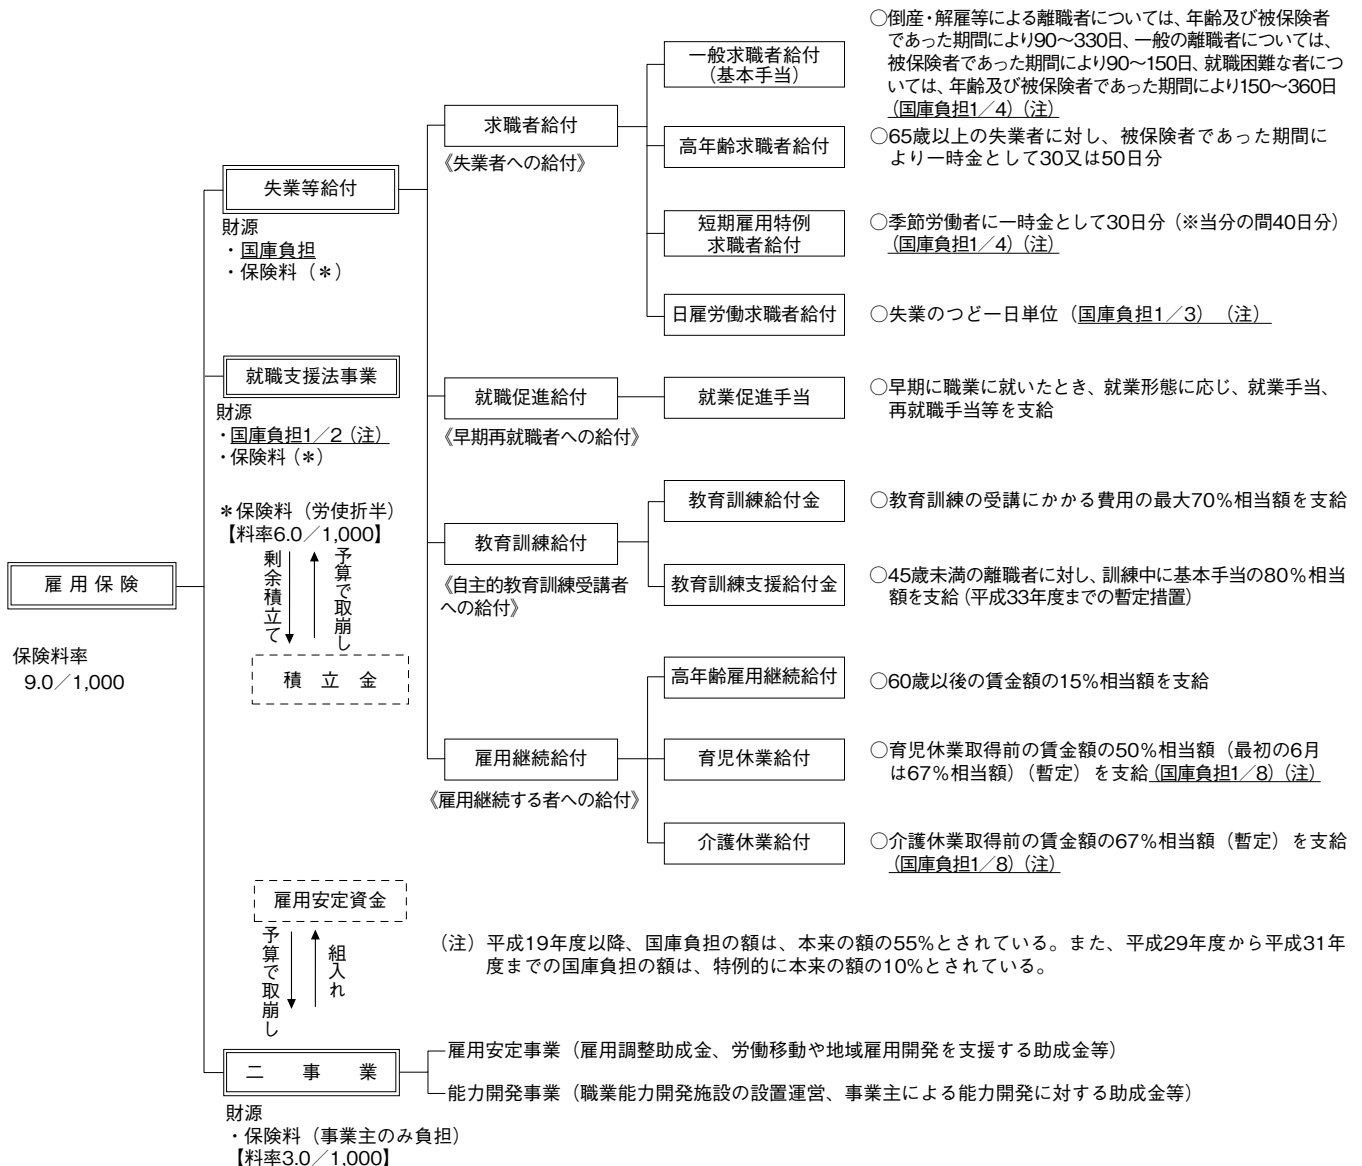 雇用保険
保険料率
9.0／1,000
失業等給付
財源
・国庫負担
・保険料（＊）
就職支援法事業
財源
・国庫負担1／2（注）
・保険料（＊）
＊保険料（労使折半）
【料率6.0／1,000】
剰余積立て
予算で取崩し
積立金
雇用安定資金
予算で取崩し
組入れ
二事業
財源
・保険料（事業主のみ負担）
【料率3.0／1,000】
求職者給付
《失業者への給付》
一般求職者給付
（基本手当）
○倒産・解雇等による離職者については、年齢及び被保険者
であった期間により90～330日、一般の離職者については、
被保険者であった期間により90～150日、就職困難な者につ
いては、年齢及び被保険者であった期間により150～360日
（国庫負担1／4）（注）
高年齢求職者給付
○65歳以上の失業者に対し、被保険者であった期間に
より一時金として30又は50日分
短期雇用特例
求職者給付
○季節労働者に一時金として30日分（※当分の間40日分）
（国庫負担1／4）（注）
日雇労働求職者給付
○失業のつど一日単位（国庫負担1／3）（注）
就職促進給付
《早期再就職者への給付》
就業促進手当
○早期に職業に就いたとき、就業形態に応じ、就業手当、
再就職手当等を支給
教育訓練給付
《自主的教育訓練受講者
への給付》
教育訓練給付金
○教育訓練の受講にかかる費用の最大70％相当額を支給
教育訓練支援給付金
○45歳未満の離職者に対し、訓練中に基本手当の80％相当
額を支給（平成33年度までの暫定措置）
雇用継続給付
《雇用継続する者への給付》
高年齢雇用継続給付
○60歳以後の賃金額の15％相当額を支給
育児休業給付
○育児休業取得前の賃金額の50％相当額（最初の6月
は67％相当額）（暫定）を支給（国庫負担1／8）（注）
介護休業給付
○介護休業取得前の賃金額の67％相当額（暫定）を支給
（国庫負担1／8）（注）
（注）平成19年度以降、国庫負担の額は、本来の額の55％とされている。また、平成29年度から平成31年
度までの国庫負担の額は、特例的に本来の額の10％とされている。
雇用安定事業（雇用調整助成金、労働移動や地域雇用開発を支援する助成金等）
能力開発事業（職業能力開発施設の設置運営、事業主による能力開発に対する助成金等）